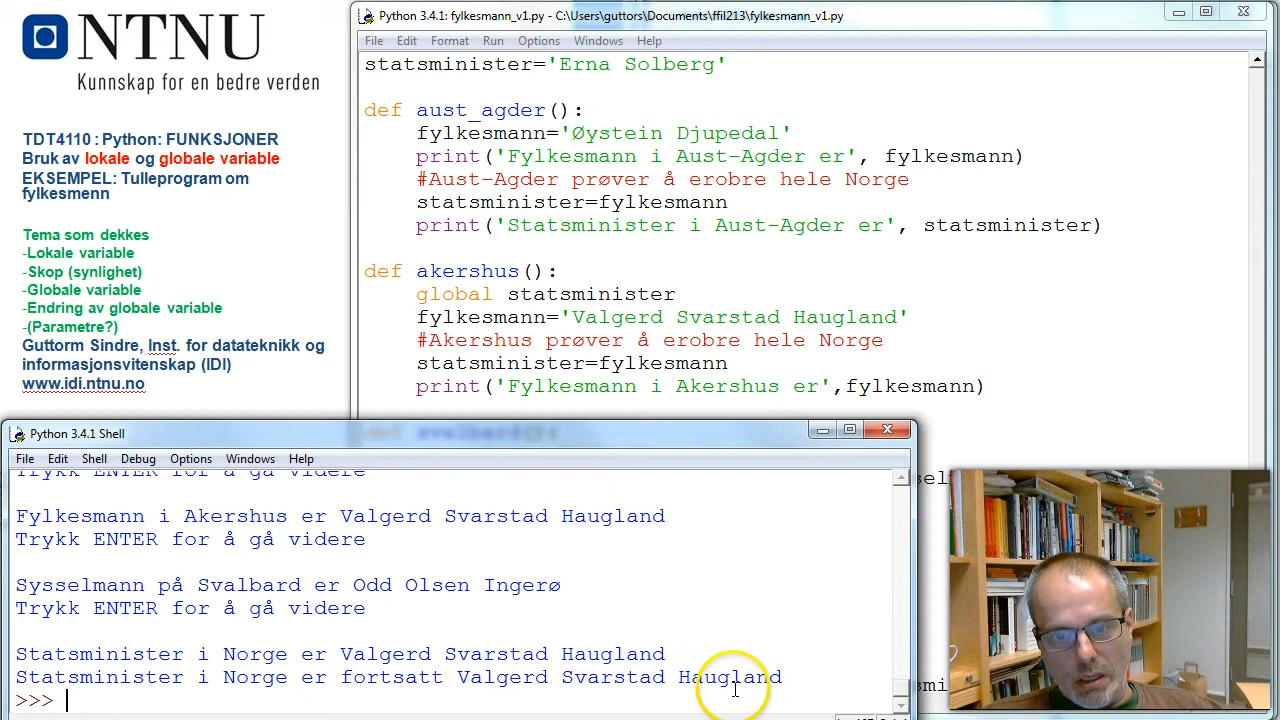 NTNU
Kunnskap for en bedre verden
TDT4110 : Python: FUNKSJONER
Bruk av lokale og globale variable
EKSEMPEL: Tulleprogram om
fylkesmenn
Tema som dekkes
-Lokale variable
-Skop (synlighet)
-Globale variable
-Endring av globale variable
-(Parametre?)
Guttorm Sindre, Inst. for datateknikk og
informasjonsvitenskap (IDI)
www.idi.ntnu.no
Python 3.4.1: fylkesmann_v1.py - C:\Users\guttors\Documents\ffil213\fylkesmann_v1.py
File Edit Format Run Options Windows Help
statsminister='Erna Solberg'
def aust_agder():
fylkesmann='Øystein Djupedal'
print('Fylkesmann i Aust-Agder er', fylkesmann)
#Aust-Agder prøver å erobre hele Norge
statsminister=fylkesmann
print('Statsminister i Aust-Agder er', statsminister)
def akershus():
global statsminister
fylkesmann='Valgerd Svarstad Haugland'
#Akershus prøver å erobre hele Norge
statsminister=fylkesmann
print('Fylkesmann i Akershus er',fylkesmann)
def svalbard():
Python 3.4.1 Shell
File Edit Shell Debug Options Windows Help
Trykk ENTER for å gå videre
Fylkesmann i Akershus er Valgerd Svarstad Haugland
Trykk ENTER for å gå videre
Sysselmann på Svalbard er Odd Olsen Ingerø
Trykk ENTER for å gå videre
Statsminister i Norge er Valgerd Svarstad Haugland
Statsminister i Norge er fortsatt Valgerd Svarstad Haugland
>>>